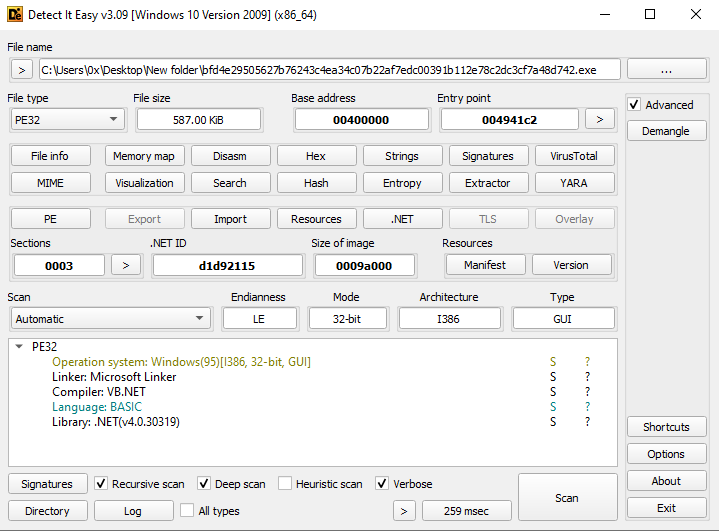 Detect It Easy v3.09 [Windows 10 Version 2009] (x86_64)
File name
> C:\Users\0x\Desktop\New folder\bfd4e29505627b76243c4ea34c07b22af7edc00391b112e78c2dc3cf7a48d742.exe ...
File type File size Base address Entry point Advanced
PE32 587.00 KiB 00400000 004941c2 > Demangle
File info Memory map Disasm Hex Strings Signatures VirusTotal
MIME Visualization Search Hash Entropy Extractor YARA
PE Export Import Resources .NET TLS Overlay
Sections .NET ID Size of image Resources
0003 > d1d92115 0009a000 Manifest Version
Scan Endianness Mode Architecture Type
Automatic LE 32-bit I386 GUI
PE32
Operation system: Windows(95)[I386, 32-bit, GUI] S ?
Linker: Microsoft Linker S ?
Compiler: VB.NET S ?
Language: BASIC S ?
Library: .NET(v4.0.30319) S ?
Shortcuts
Options
Signatures Recursive scan Deep scan Heuristic scan Verbose Scan About
Directory Log All types > 259 msec Exit